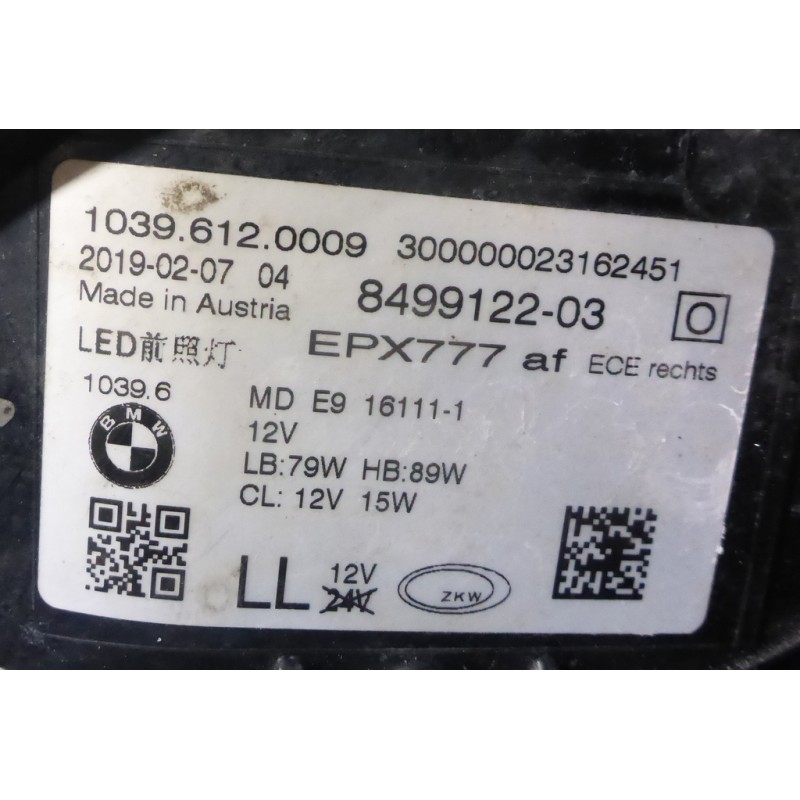 1039.612.0009 300000023162451
2019-02-07 04
8499122-03 O
Made in Austria
LED前照灯 EPX777 af ECE rechts
1039.6
BMW
MD E9 16111-1
12V
LB:79W HB:89W
CL: 12V 15W
LL 12V
24V
ZKW